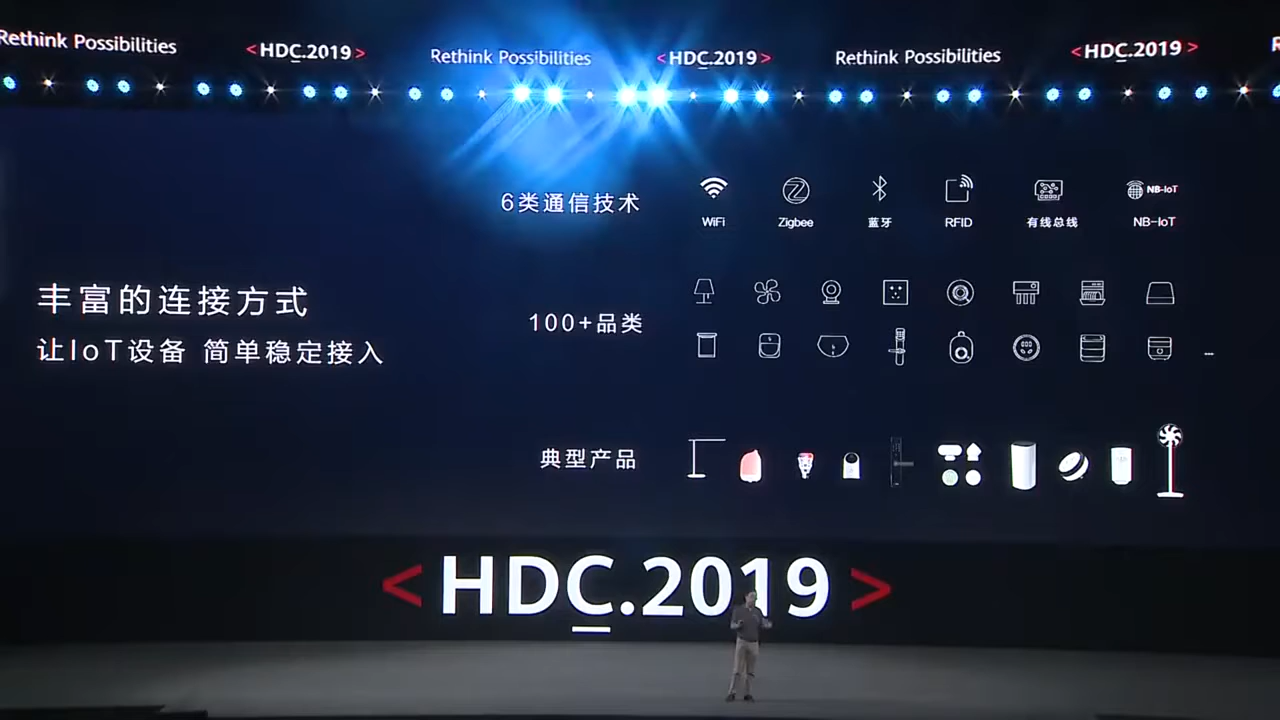 Rethink Possibilities
<HDC.2019>
Rethink Possibilities
<HDC.2019>
Rethink Possibilities
<HDC.2019>
6类通信技术
NB-IoT
WiFi
Zigbee
蓝牙
RFID
有线总线
NB-IoT
丰富的连接方式
让IoT设备 简单稳定接入
100+品类
...
典型产品
<HDC.2019>